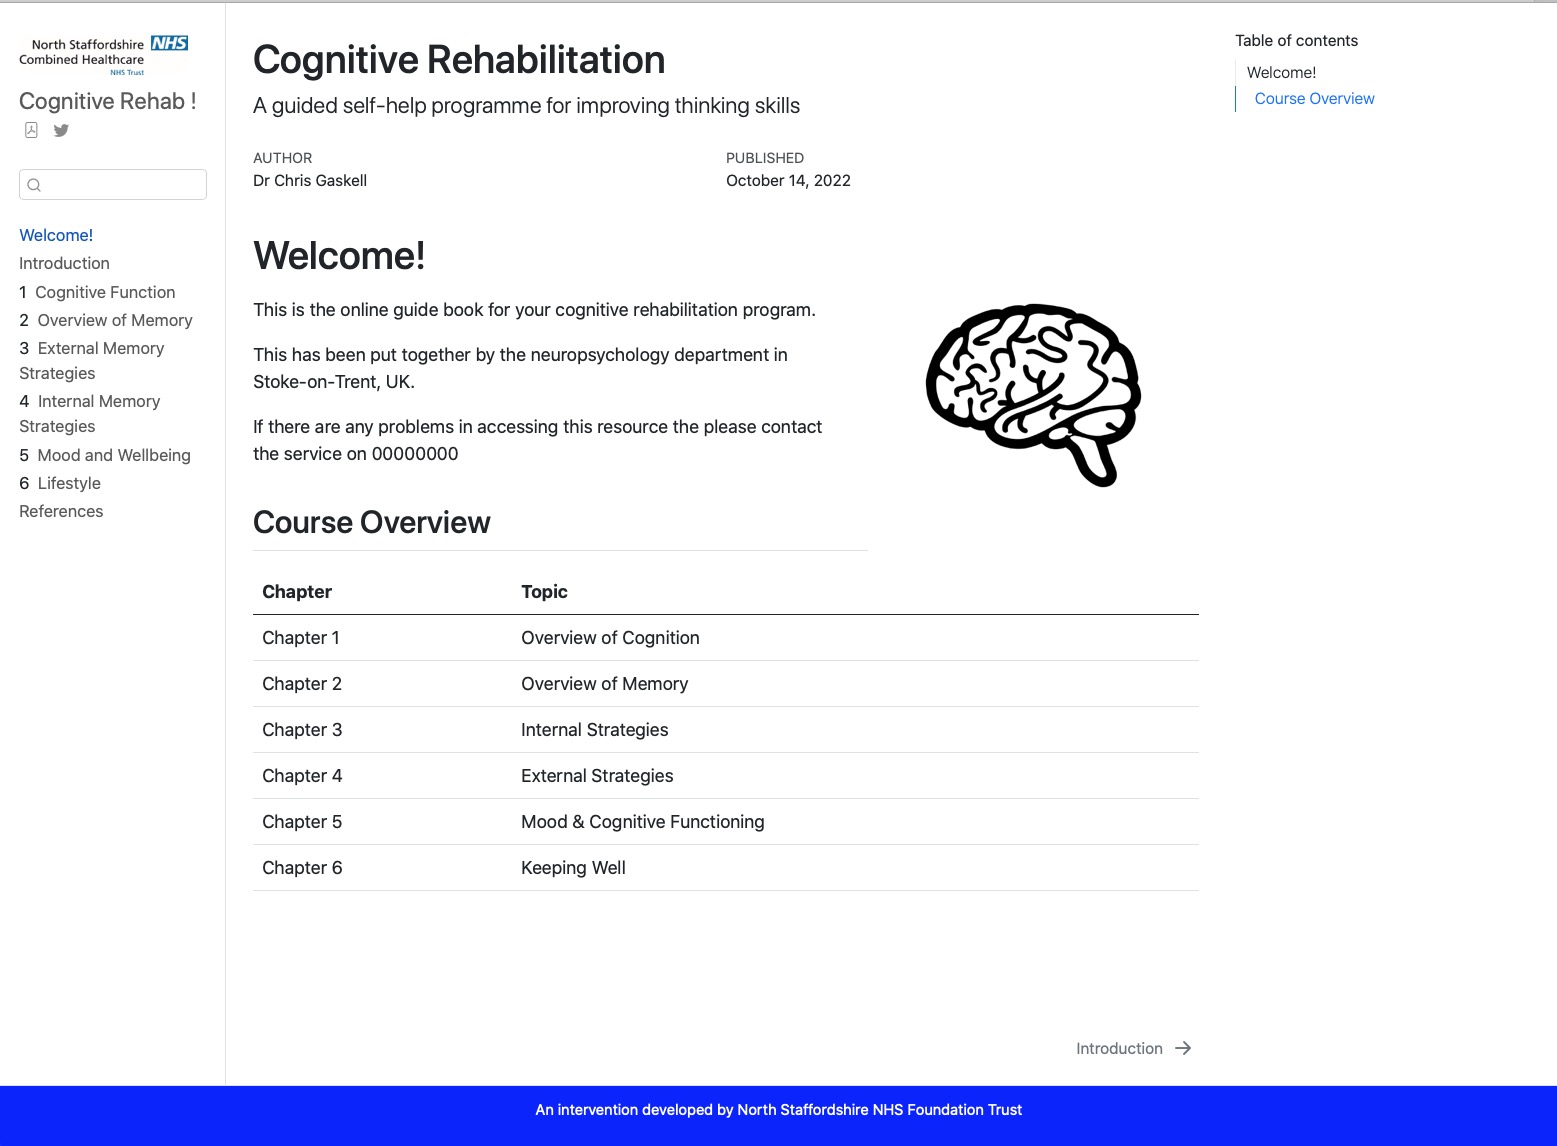 North Staffordshire NHS
Combined Healthcare
NHS Trust
Cognitive Rehab !
Welcome!
Introduction
1 Cognitive Function
2 Overview of Memory
3 External Memory
Strategies
4 Internal Memory
Strategies
5 Mood and Wellbeing
6 Lifestyle
References
Cognitive Rehabilitation
A guided self-help programme for improving thinking skills
AUTHOR
Dr Chris Gaskell
PUBLISHED
October 14, 2022
Welcome!
This is the online guide book for your cognitive rehabilitation program.
This has been put together by the neuropsychology department in
Stoke-on-Trent, UK.
If there are any problems in accessing this resource the please contact
the service on 00000000
Course Overview
Chapter Topic
Chapter 1 Overview of Cognition
Chapter 2 Overview of Memory
Chapter 3 Internal Strategies
Chapter 4 External Strategies
Chapter 5 Mood & Cognitive Functioning
Chapter 6 Keeping Well
Introduction →
Table of contents
Welcome!
Course Overview
An intervention developed by North Staffordshire NHS Foundation Trust